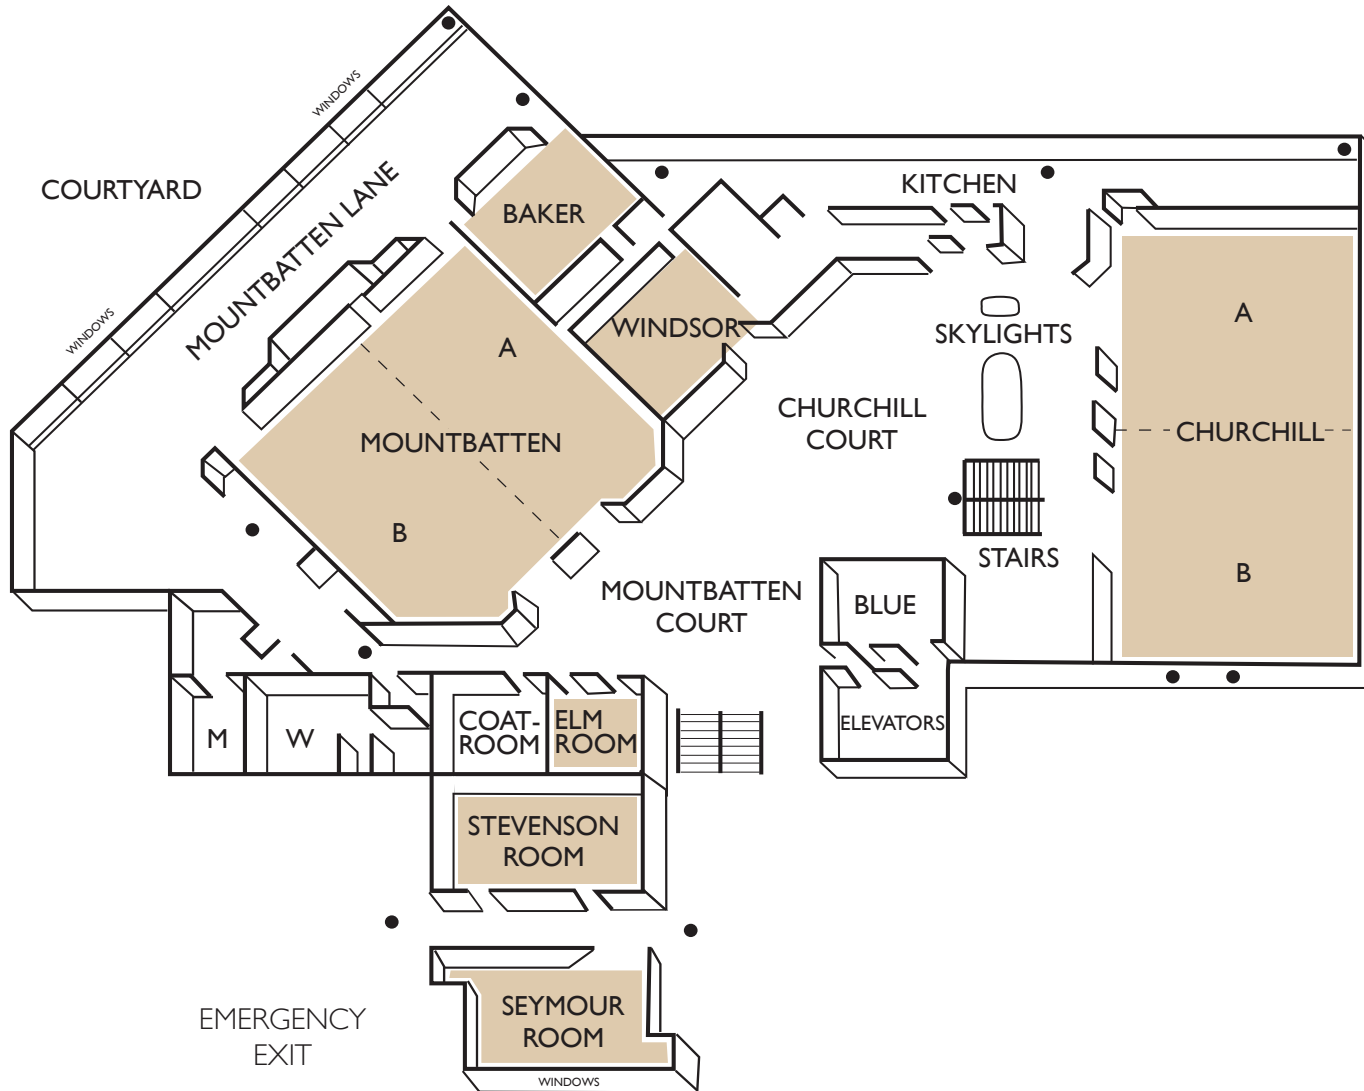 WINDOWS
COURTYARD
MOUNTBATTEN LANE
WINDOWS
BAKER
KITCHEN
WINDSOR
SKYLIGHTS
A
A
MOUNTBATTEN
B
CHURCHILL
COURT
CHURCHILL
STAIRS
B
MOUNTBATTEN
COURT
BLUE
ELEVATORS
M
W
COAT-
ROOM
ELM
ROOM
STEVENSON
ROOM
SEYMOUR
ROOM
WINDOWS
EMERGENCY
EXIT